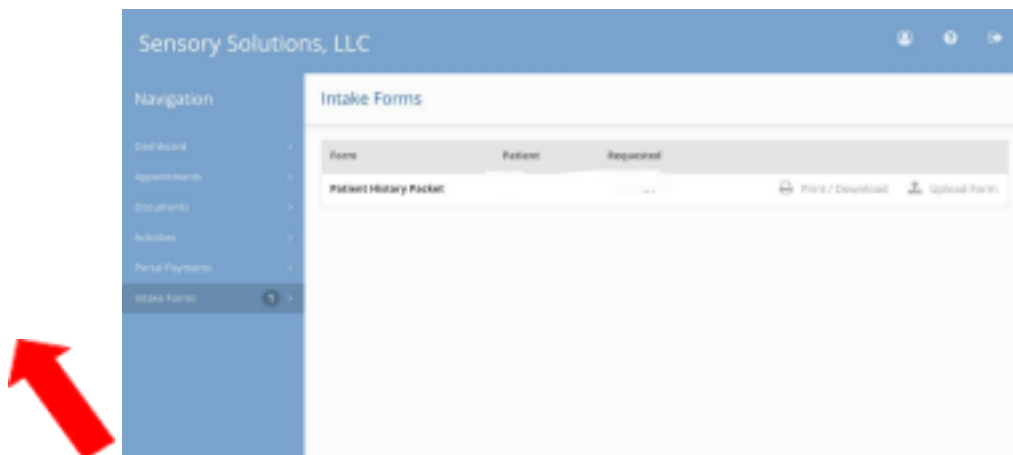 Sensory Solutions, LLC
Navigation
Dashboard
Appointments
Documents
Activities
Portal Payments
Intake Forms 1
Intake Forms
Form Patient Requested
Patient History Packet Print / Download Upload Form